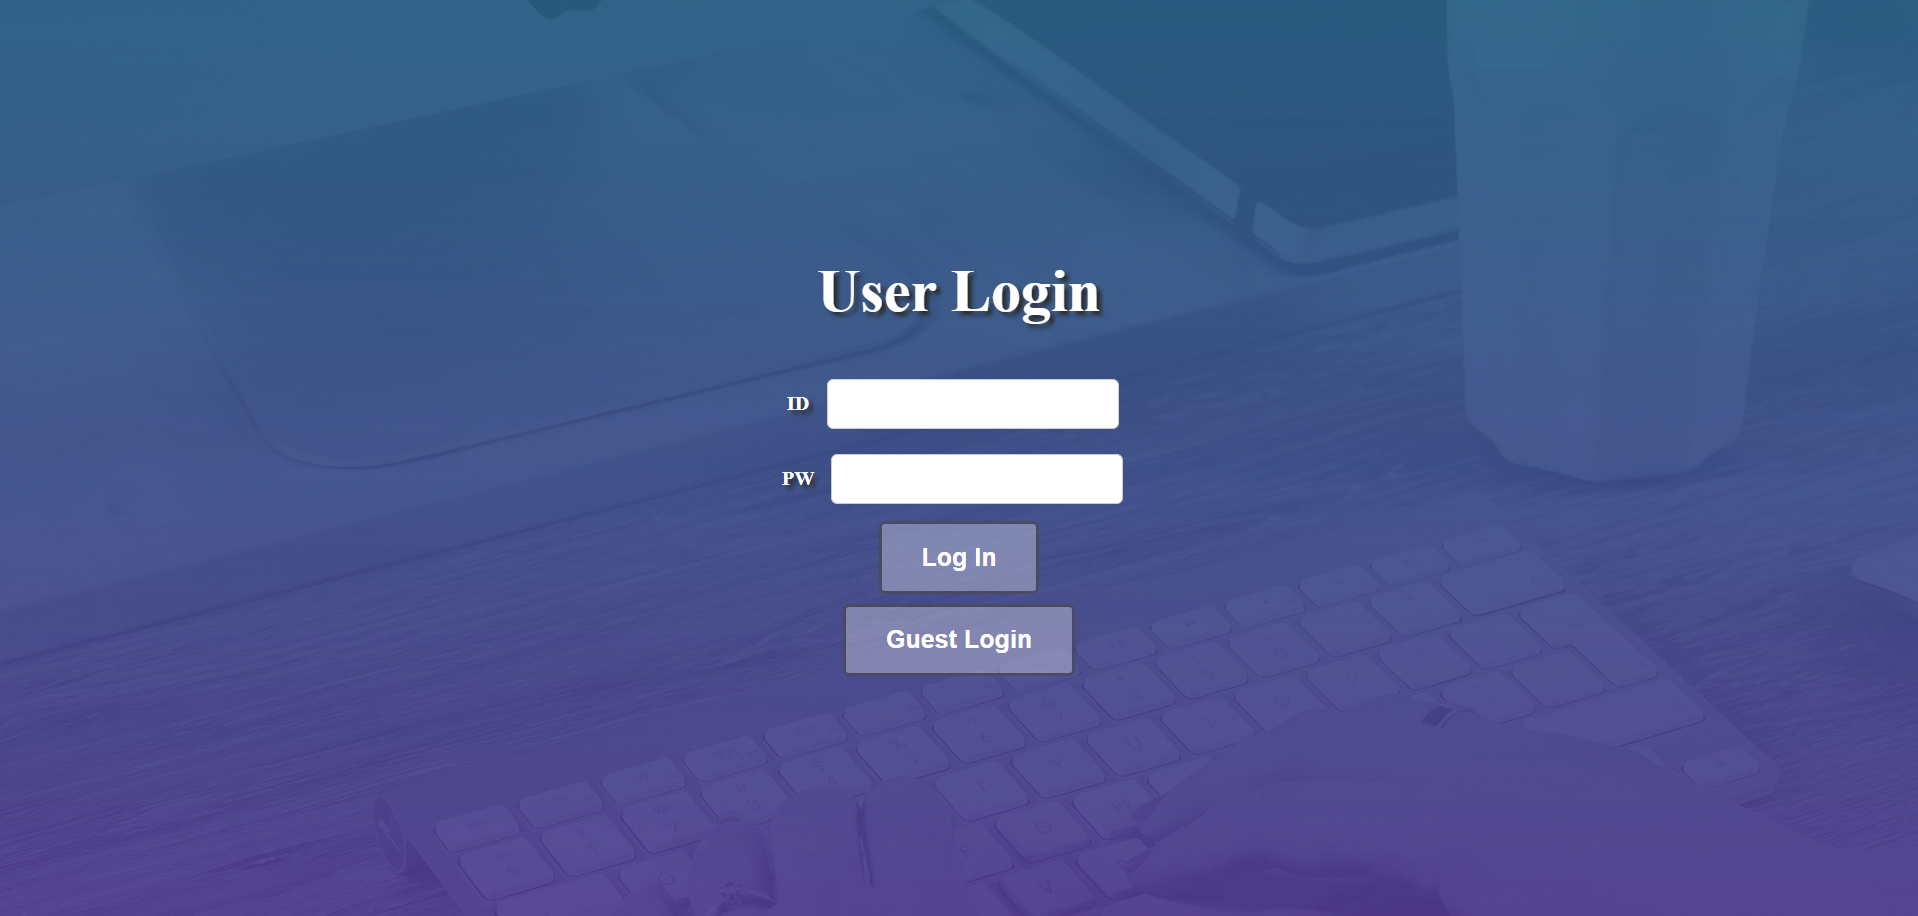 User Login
ID
PW
Log In
Guest Login